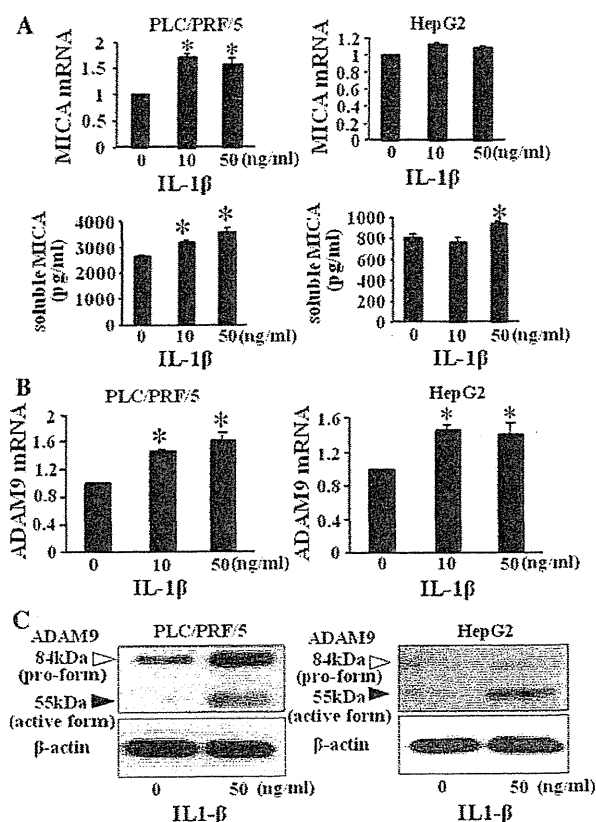 A
PLC/PRF/5
HepG2
MICA mRNA
2
1.5
1
0.5
0
*
*
0 10 50 (ng/ml)
IL-1β
MICA mRNA
1.2
1
0.8
0.6
0.4
0.2
0
0 10 50 (ng/ml)
IL-1β
soluble MICA
(pg/ml)
4000
3000
2000
1000
0
*
*
0 10 50 (ng/ml)
IL-1β
soluble MICA
(pg/ml)
1000
800
600
400
200
0
*
0 10 50 (ng/ml)
IL-1β
B
PLC/PRF/5
HepG2
ADAM9 mRNA
2
1.6
1.2
0.8
0.4
0
*
*
0 10 50 (ng/ml)
IL-1β
ADAM9 mRNA
1.6
1.2
0.8
0.4
0
*
*
0 10 50 (ng/ml)
IL-1β
C
ADAM9
PLC/PRF/5
84kDa
(pro-form)
55kDa
(active form)
β-actin
0 50 (ng/ml)
IL1-β
ADAM9
HepG2
84kDa
(pro-form)
55kDa
(active form)
β-actin
0 50 (ng/ml)
IL1-β